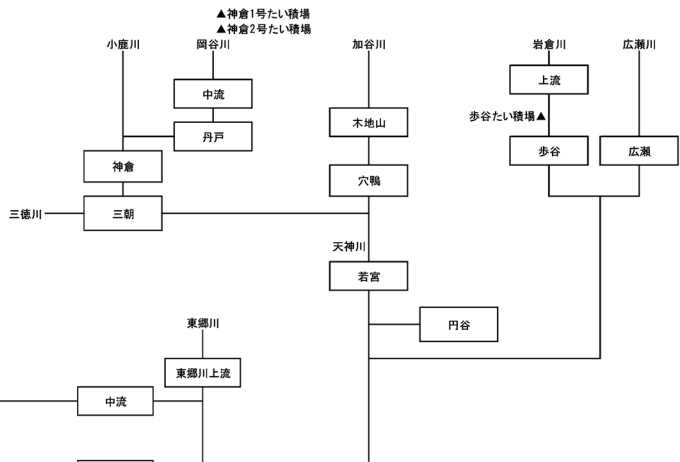 ▲神倉1号たい積場
▲神倉2号たい積場
小鹿川
岡谷川
加谷川
岩倉川
広瀬川
中流
上流
歩谷たい積場▲
木地山
丹戸
歩谷
広瀬
神倉
穴鴨
三徳川
三朝
天神川
若宮
円谷
東郷川
東郷川上流
中流